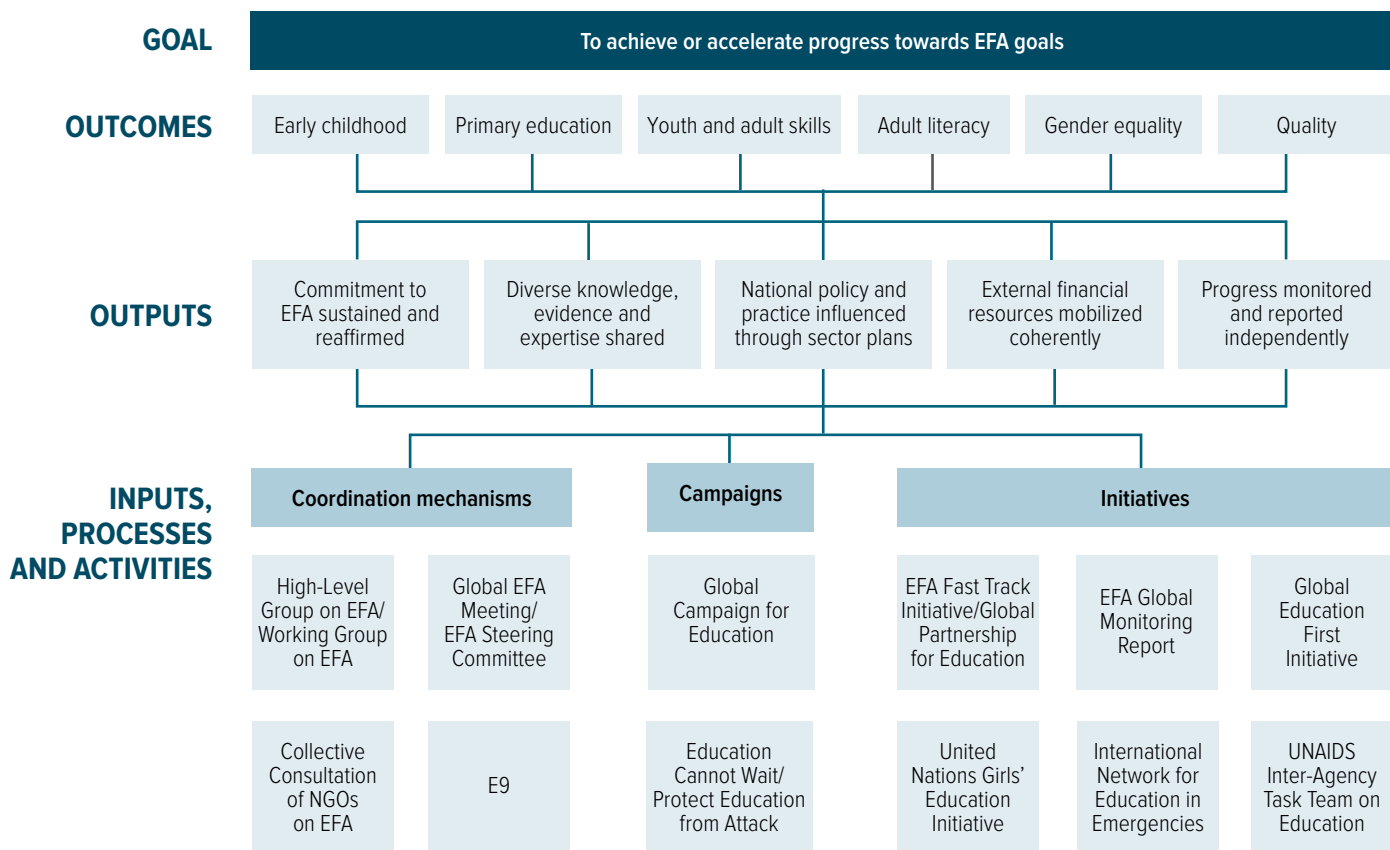 GOAL
To achieve or accelerate progress towards EFA goals
OUTCOMES
Early childhood
Primary education
Youth and adult skills
Adult literacy
Gender equality
Quality
OUTPUTS
Commitment to
EFA sustained and
reaffirmed
Diverse knowledge,
evidence and
expertise shared
National policy and
practice influenced
through sector plans
External financial
resources mobilized
coherently
Progress monitored
and reported
independently
INPUTS,
PROCESSES
AND ACTIVITIES
Coordination mechanisms
Campaigns
Initiatives
High-Level
Group on EFA/
Working Group
on EFA
Global EFA
Meeting/
EFA Steering
Committee
Global
Campaign for
Education
EFA Fast Track
Initiative/Global
Partnership
for Education
EFA Global
Monitoring
Report
Global
Education
First
Initiative
Collective
Consultation
of NGOs
on EFA
E9
Education
Cannot Wait/
Protect Education
from Attack
United
Nations Girls’
Education
Initiative
International
Network for
Education in
Emergencies
UNAIDS
Inter-Agency
Task Team on
Education